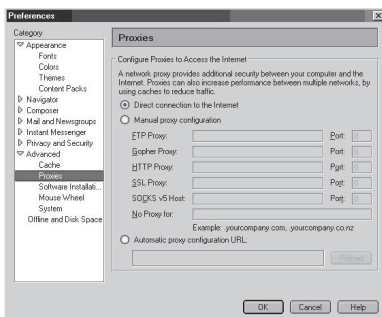 Preferences
Category
Appearance
Fonts
Colors
Themes
Content Packs
Navigator
Composer
Mail and Newsgroups
Instant Messenger
Privacy and Security
Advanced
Cache
Proxies
Software Installati...
Mouse Wheel
System
Offline and Disk Space
Proxies
Configure Proxies to Access the Internet
A network proxy provides additional security between your computer and the
Internet. Proxies can also increase performance between multiple networks, by
using caches to reduce traffic.
Direct connection to the Internet
Manual proxy configuration
FTP Proxy: Port: 0
Gopher Proxy: Port: 0
HTTP Proxy: Port: 0
SSL Proxy: Port: 0
SOCKS v5 Host: Port: 0
No Proxy for:
Example: .yourcompany.com, .yourcompany.co.nz
Automatic proxy configuration URL:
Reload
OK Cancel Help